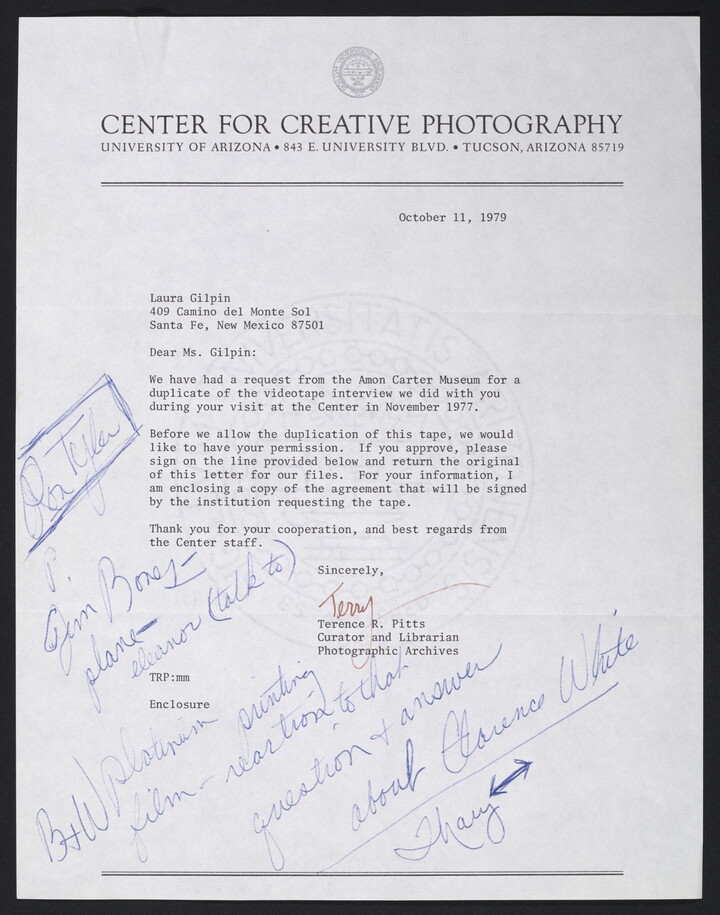 CENTER FOR CREATIVE PHOTOGRAPHY
UNIVERSITY OF ARIZONA • 843 E. UNIVERSITY BLVD. • TUCSON, ARIZONA 85719
October 11, 1979
Laura Gilpin
409 Camino del Monte Sol
Santa Fe, New Mexico 87501
Dear Ms. Gilpin:
We have had a request from the Amon Carter Museum for a
duplicate of the videotape interview we did with you
during your visit at the Center in November 1977.
Before we allow the duplication of this tape, we would
like to have your permission. If you approve, please
sign on the line provided below and return the original
of this letter for our files. For your information, I
am enclosing a copy of the agreement that will be signed
by the institution requesting the tape.
Thank you for your cooperation, and best regards from
the Center staff.
Sincerely,
Terry
Terence R. Pitts
Curator and Librarian
Photographic Archives
TRP:mm
Enclosure
Ron Tyler
P.
Jim Bones-
plane-
eleanor (talk to)
B+W Platinum printing
film - reaction to that
question + answer
about Clarence White